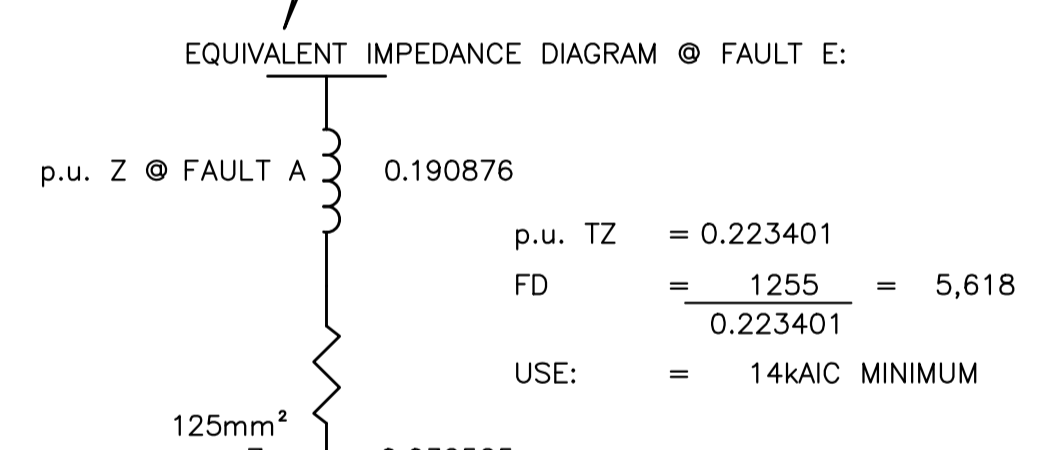 EQUIVALENT IMPEDANCE DIAGRAM @ FAULT E:
p.u. Z @ FAULT A 0.190876
p.u. TZ = 0.223401
FD = 1255 = 5,618
0.223401
USE: = 14kAIC MINIMUM
125mm²